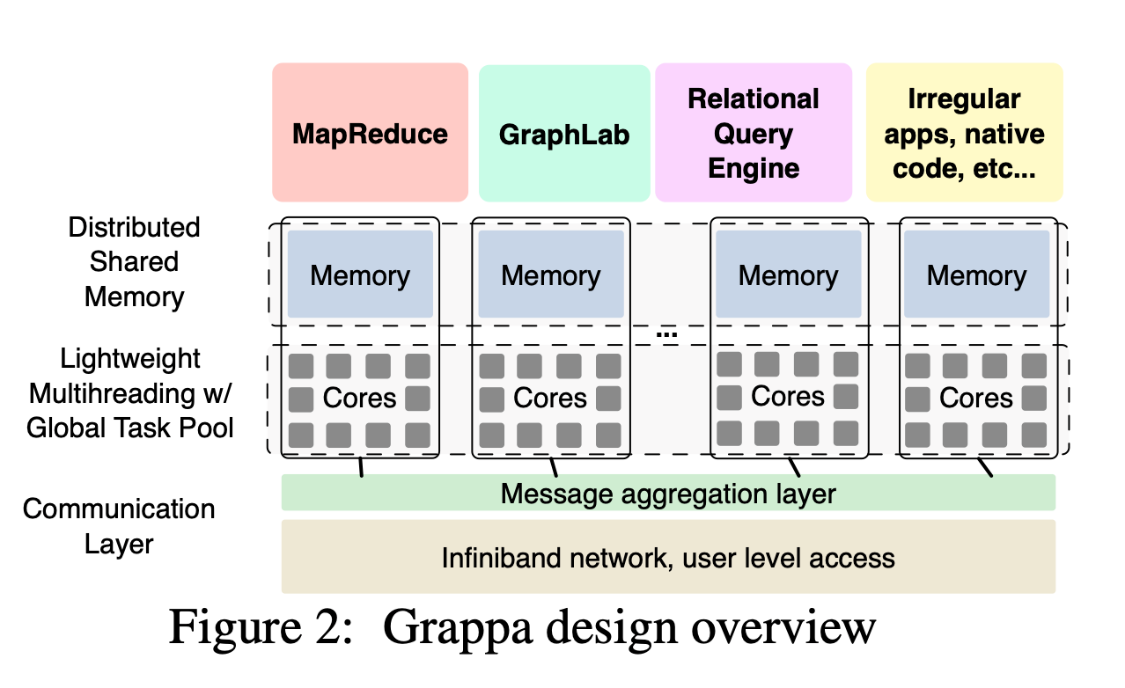 MapReduce
GraphLab
Relational
Query
Engine
Irregular
apps, native
code, etc...
Distributed
Shared
Memory
Memory
Memory
Memory
Memory
...
Lightweight
Multihreading w/
Global Task Pool
Cores
Cores
Cores
Cores
Communication
Layer
Message aggregation layer
Infiniband network, user level access
Figure 2: Grappa design overview